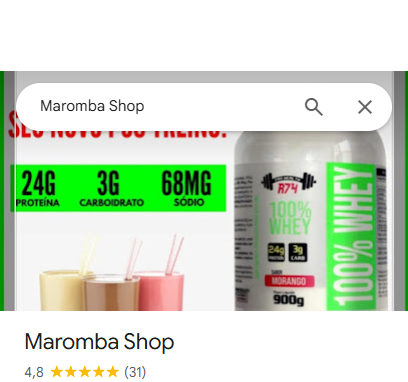 Maromba Shop
SEU NOVO PÓS TREINO!
24G
PROTEÍNA
3G
CARBOIDRATO
68MG
SÓDIO
R74
100%
WHEY
24g
3g
CARB
SABOR
MORANGO
900g
100% WHEY
Maromba Shop
4,8 ★★★★★ (31)